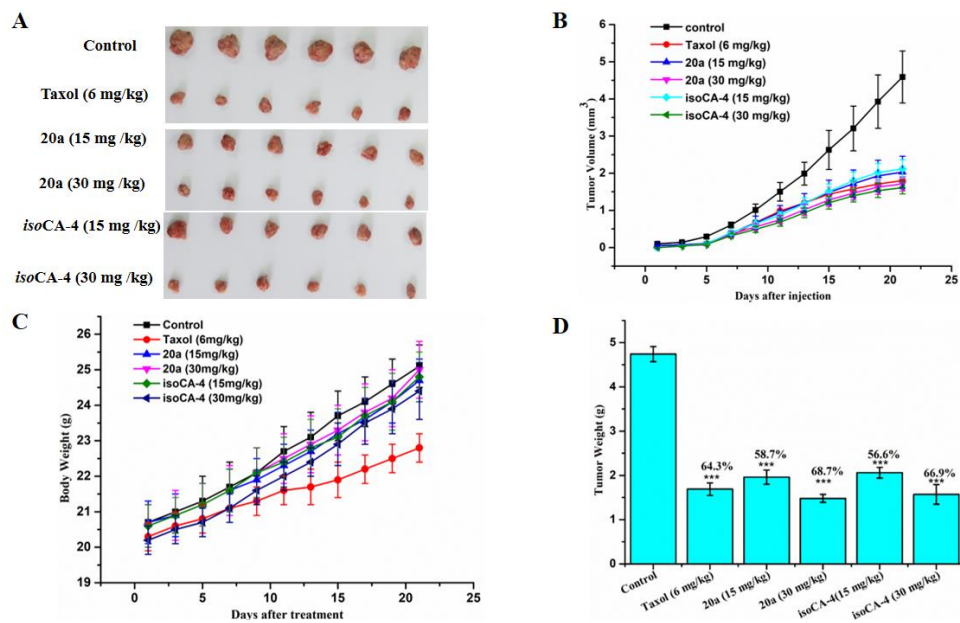 A
Control
Taxol (6 mg/kg)
20a (15 mg /kg)
20a (30 mg /kg)
isoCA-4 (15 mg /kg)
isoCA-4 (30 mg /kg)
B
control
Taxol (6 mg/kg)
20a (15 mg/kg)
20a (30 mg/kg)
isoCA-4 (15 mg/kg)
isoCA-4 (30 mg/kg)
Tumor Volume (mm³)
6
4
2
0
0 5 10 15 20 25
Days after injection
C
Control
Taxol (6mg/kg)
20a (15mg/kg)
20a (30mg/kg)
isoCA-4 (15mg/kg)
isoCA-4 (30mg/kg)
Body Weight (g)
26
25
24
23
22
21
20
19
0 5 10 15 20 25
Days after treatment
D
Tumor Weight (g)
5
4
3
2
1
0
64.3%
***
58.7%
***
68.7%
***
56.6%
***
66.9%
***
Control
Taxol (6 mg/kg)
20a (15 mg/kg)
20a (30 mg/kg)
isoCA-4(15 mg/kg)
isoCA-4 (30 mg/kg)